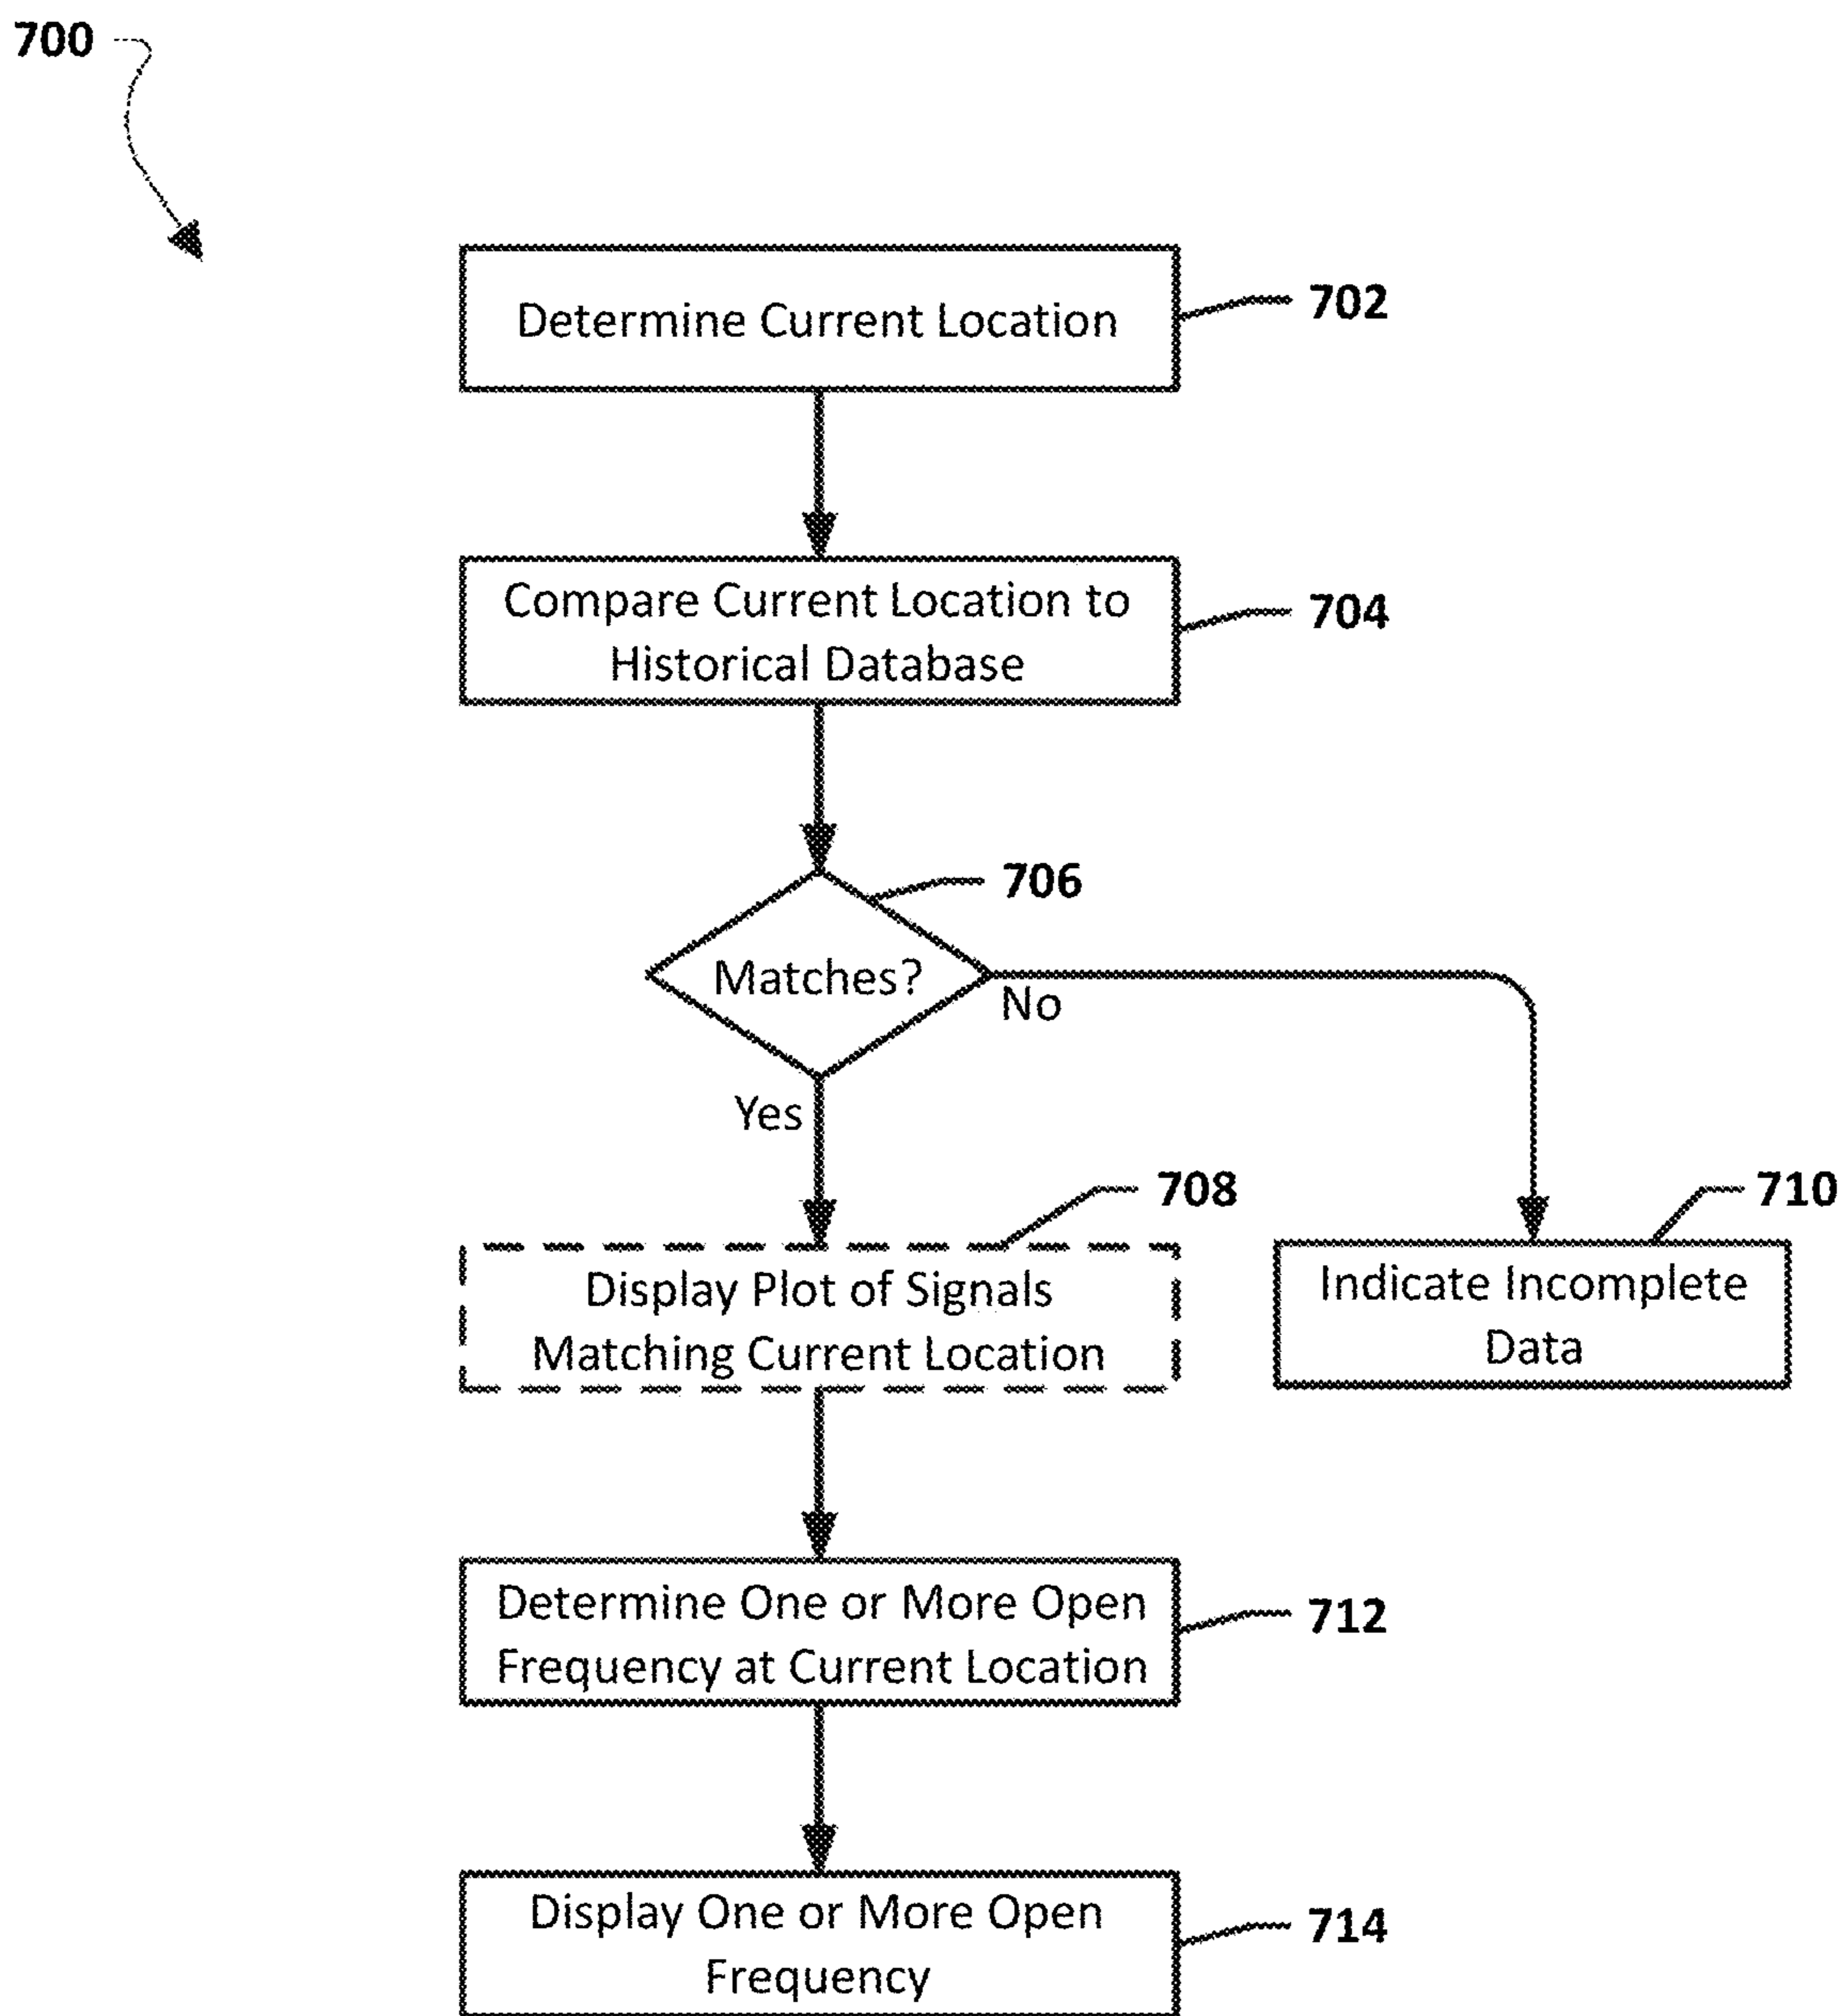 700
Determine Current Location
702
Compare Current Location to
Historical Database
704
706
Matches?
No
Yes
708
710
Display Plot of Signals
Matching Current Location
Indicate Incomplete
Data
Determine One or More Open
Frequency at Current Location
712
Display One or More Open
Frequency
714